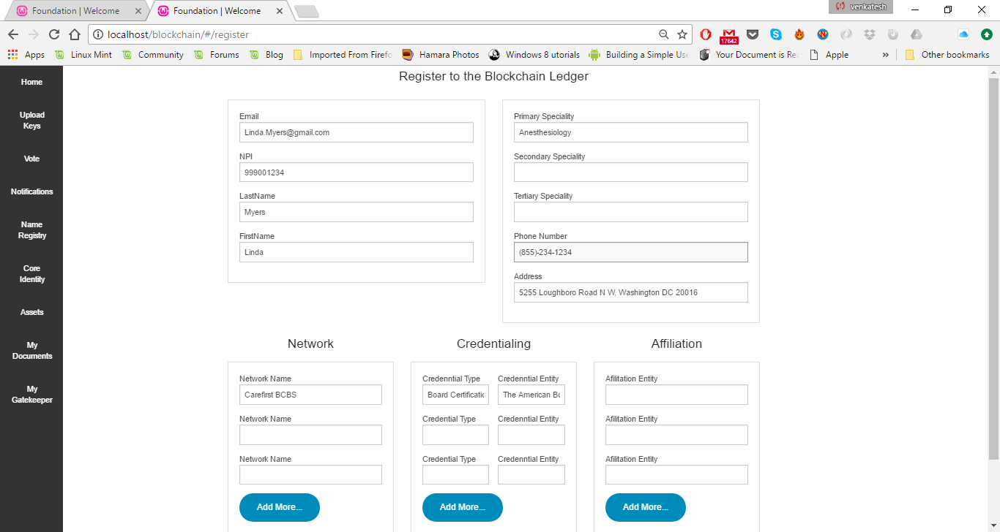 Foundation | Welcome
Foundation | Welcome
venkatesh
localhost/blockchain/#/register
17642
Apps
Linux Mint
Community
Forums
Blog
Imported From Firefo
Hamara Photos
Windows 8 utorials
Building a Simple Use
Your Document is Re
Apple
»
Other bookmarks
Home
Upload
Keys
Vote
Notifications
Name
Registry
Core
Identity
Assets
My
Documents
My
Gatekeeper
Register to the Blockchain Ledger
Email
Linda.Myers@gmail.com
NPI
999001234
LastName
Myers
FirstName
Linda
Primary Speciality
Anesthesiology
Secondary Speciality
Tertiary Speciality
Phone Number
(855)-234-1234
Address
5255 Loughboro Road N W, Washington DC 20016
Network
Network Name
Carefirst BCBS
Network Name
Network Name
Add More...
Credentialing
Credenntial Type Credenntial Entity
Board Certificatic The American Bo
Credential Type Credenntial Entity
Credential Type Credenntial Entity
Add More...
Affiliation
Afilitation Entity
Afilitation Entity
Afilitation Entity
Add More...